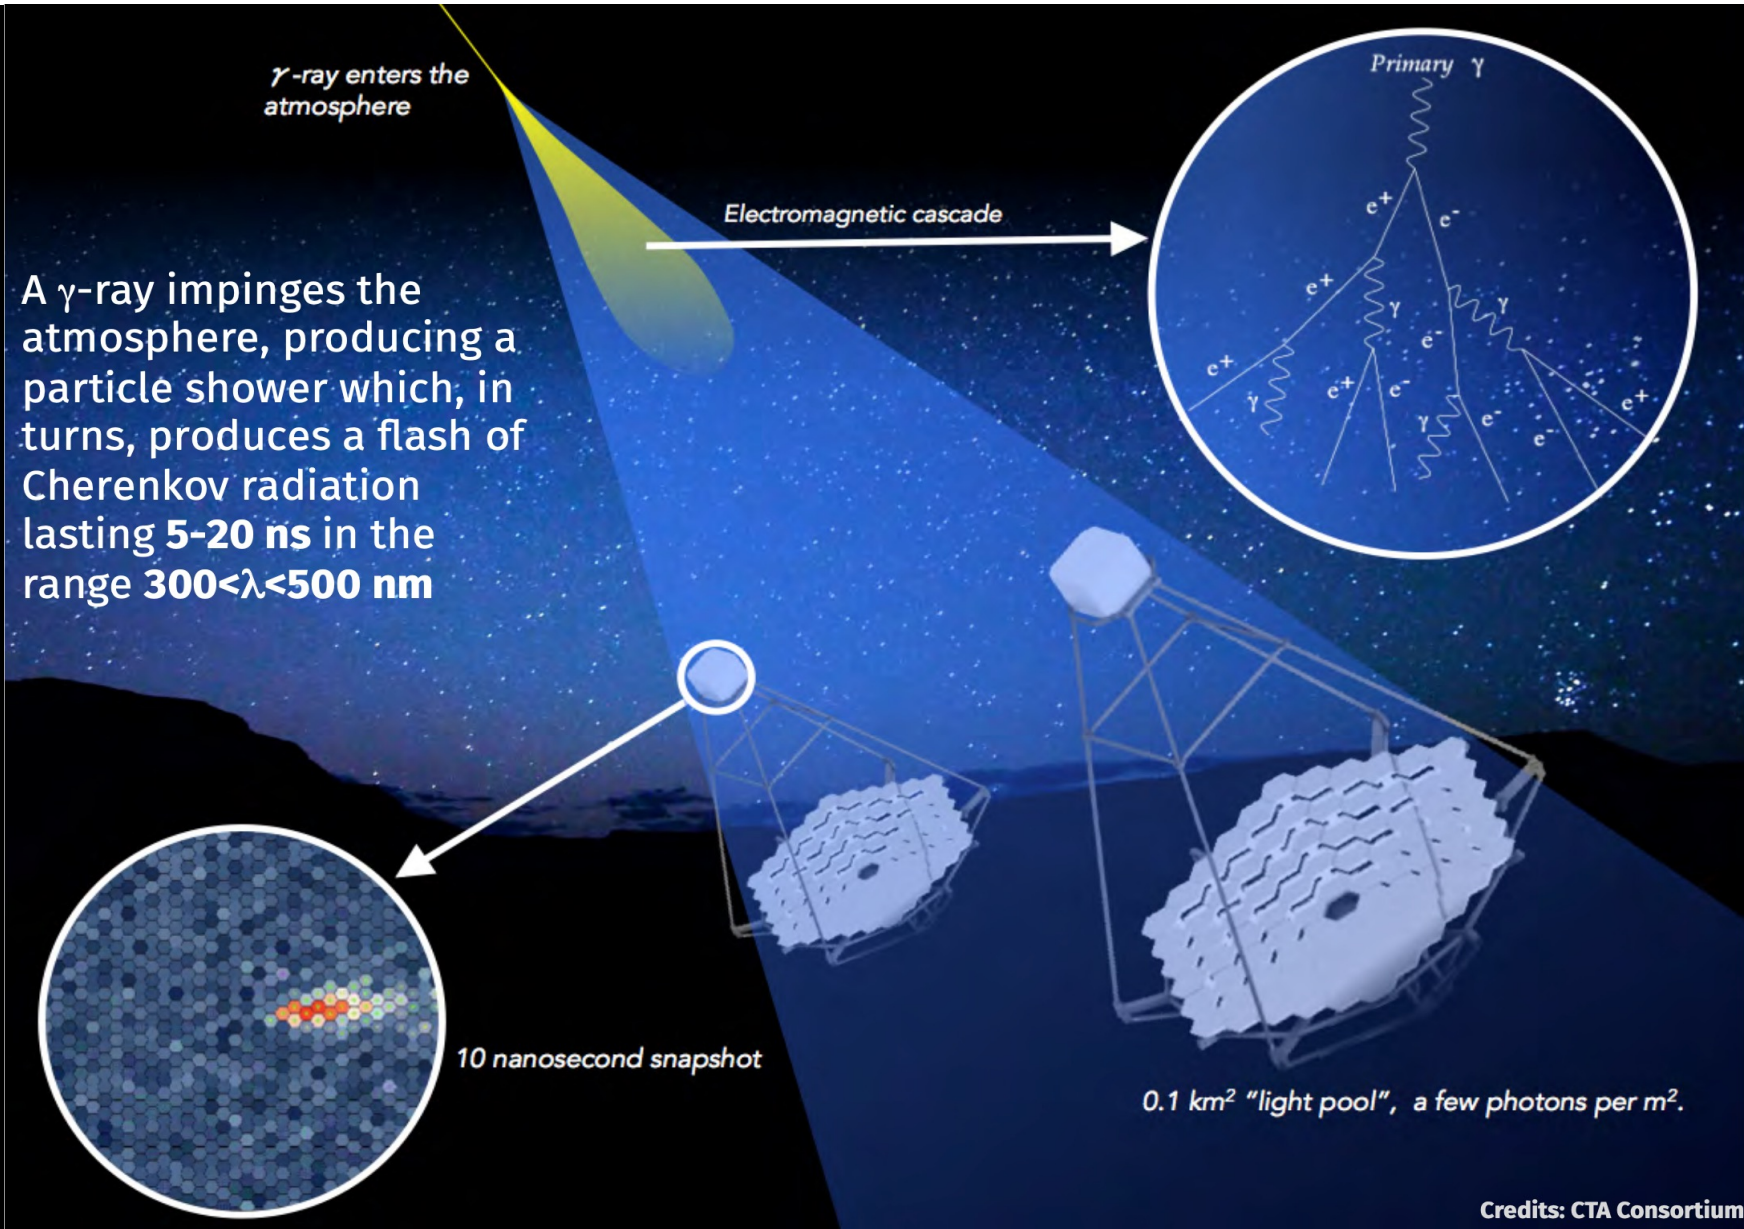 γ-ray enters the
atmosphere
Primary γ
e⁺
e⁻
Electromagnetic cascade
A γ-ray impinges the
atmosphere, producing a
particle shower which, in
turns, produces a flash of
Cherenkov radiation
lasting 5-20 ns in the
range 300<λ<500 nm
e⁺
γ
γ
e⁻
e⁺
γ
e⁺
e⁻
γ
e⁻
e⁻
e⁺
10 nanosecond snapshot
0.1 km² “light pool”, a few photons per m².
Credits: CTA Consortium